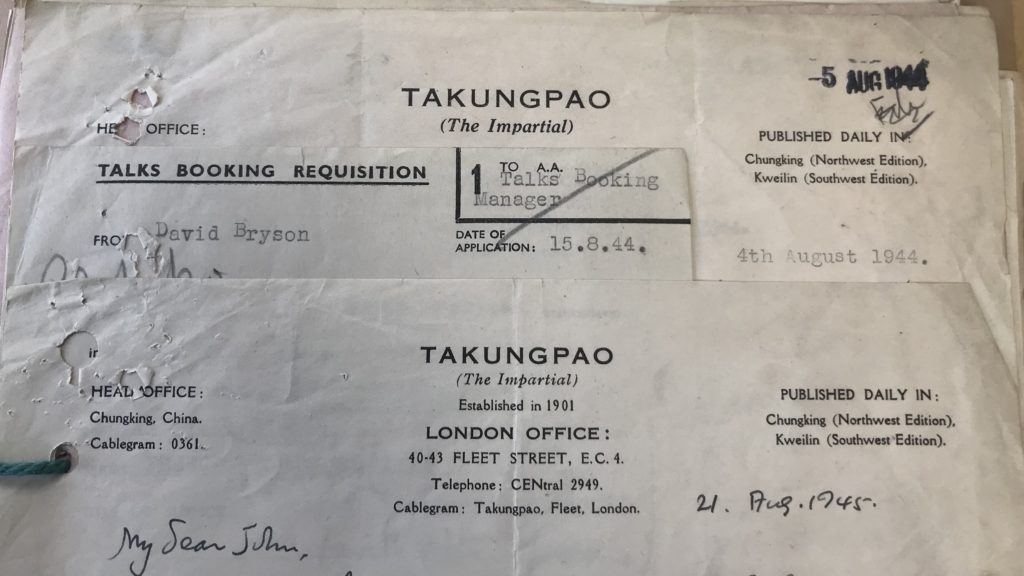 -5 AUG 1944
TAKUNGPAO
(The Impartial)
OFFICE:
PUBLISHED DAILY IN:
Chungking (Northwest Edition),
Kweilin (Southwest Edition).
4th August 1944.
TALKS BOOKING REQUISITION
1 TO A.A.
Talks Booking
Manager
FROM David Bryson
DATE OF
APPLICATION: 15.8.44.
TAKUNGPAO
(The Impartial)
Established in 1901
LONDON OFFICE:
40-43 FLEET STREET, E.C. 4.
Telephone: CENtral 2949.
Cablegram: Takungpao, Fleet, London.
HEAD OFFICE:
Chungking, China.
Cablegram: 0361.
PUBLISHED DAILY IN:
Chungking (Northwest Edition),
Kweilin (Southwest Edition).
21. Aug. 1945.
My dear John,